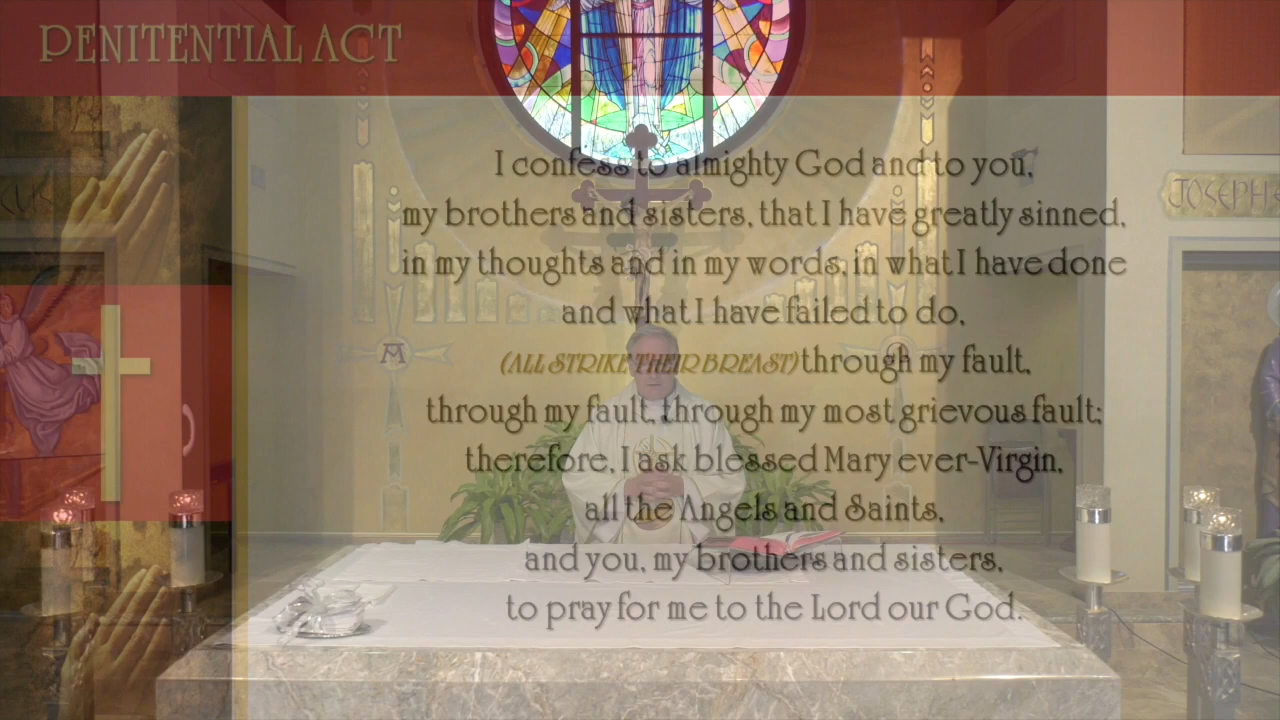 PENITENTIAL ACT
I confess to almighty God and to you,
my brothers and sisters, that I have greatly sinned,
in my thoughts and in my words, in what I have done
and what I have failed to do,
(ALL STRIKE THEIR BREAST) through my fault,
through my fault, through my most grievous fault;
therefore, I ask blessed Mary ever-Virgin,
all the Angels and Saints,
and you, my brothers and sisters,
to pray for me to the Lord our God.
JOSEPH